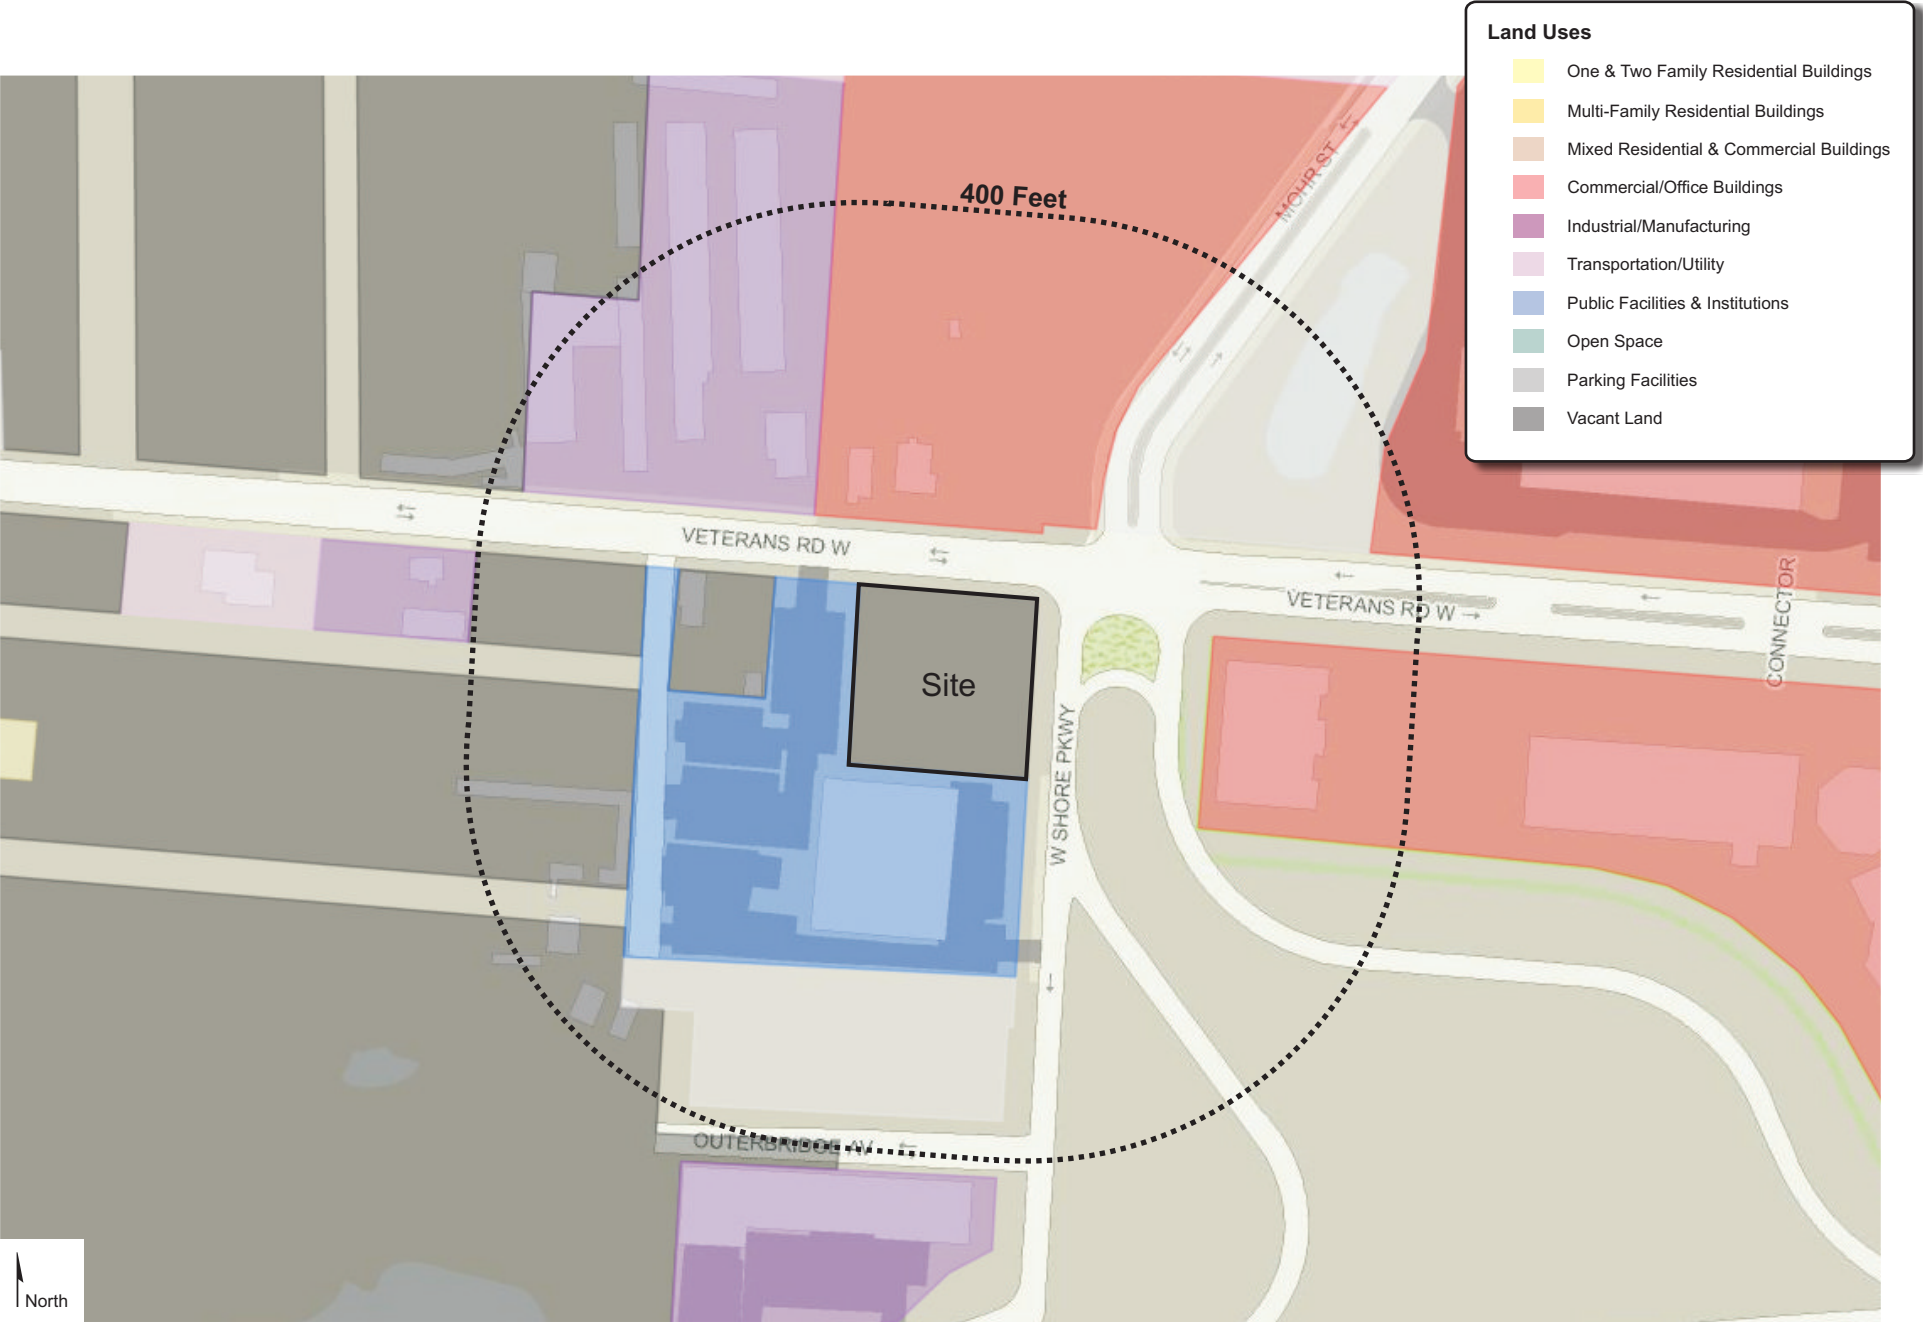 Land Uses
One & Two Family Residential Buildings
Multi-Family Residential Buildings
Mixed Residential & Commercial Buildings
Commercial/Office Buildings
Industrial/Manufacturing
Transportation/Utility
Public Facilities & Institutions
Open Space
Parking Facilities
Vacant Land
400 Feet
MOHR ST
VETERANS RD W
VETERANS RD W
CONNECTOR
Site
W SHORE PKWY
OUTERBRIDGE AV
North